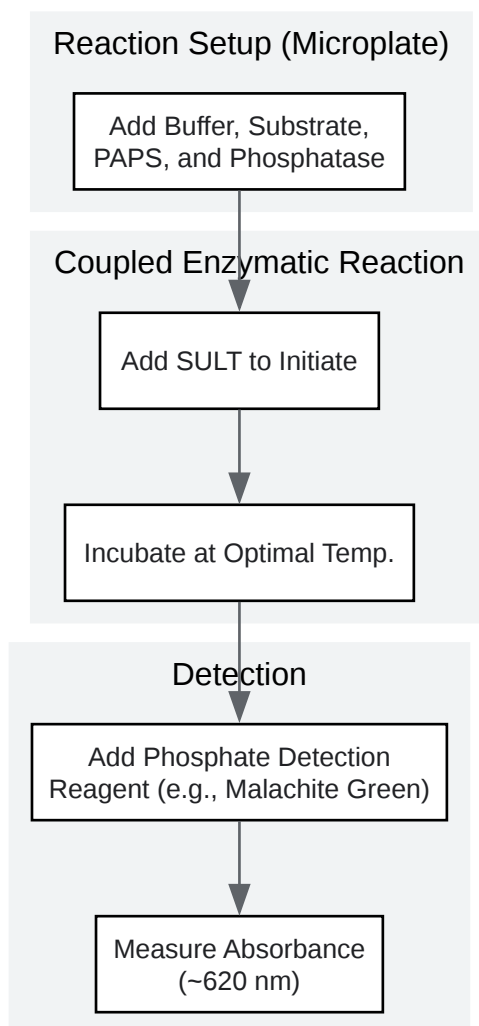 Reaction Setup (Microplate)
Add Buffer, Substrate,
PAPS, and Phosphatase
Coupled Enzymatic Reaction
Add SULT to Initiate
Incubate at Optimal Temp.
Detection
Add Phosphate Detection
Reagent (e.g., Malachite Green)
Measure Absorbance
(~620 nm)